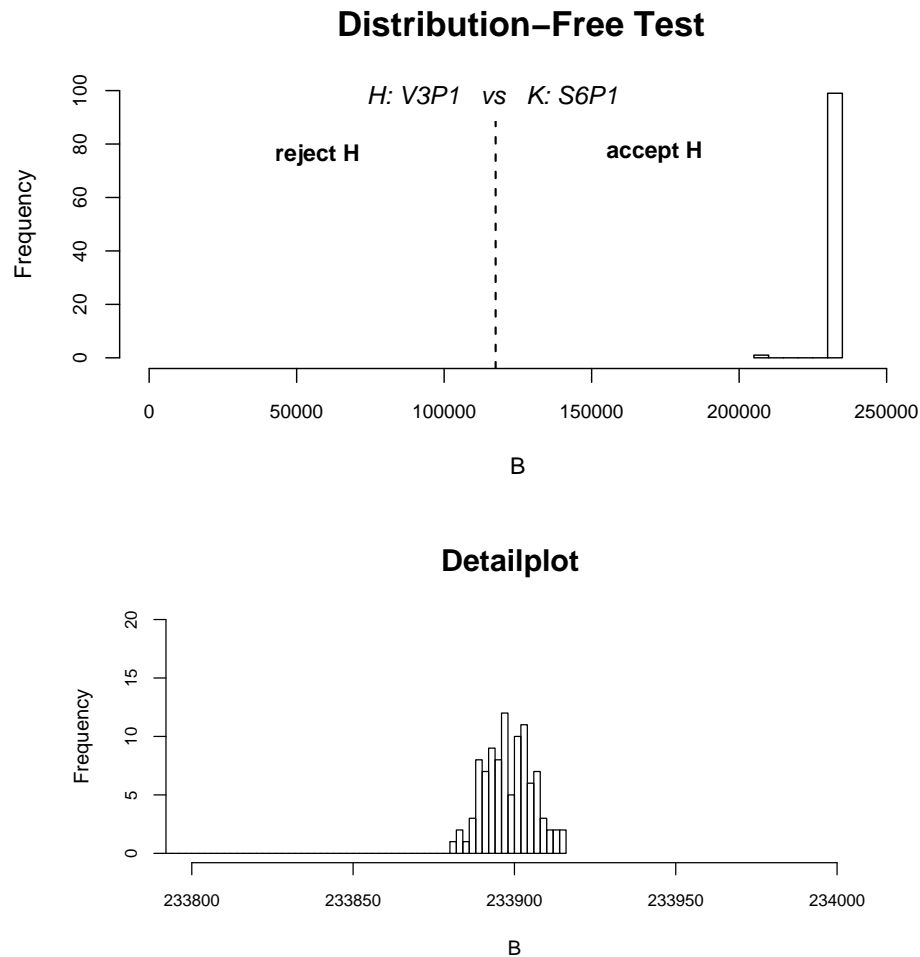 Distribution−Free Test
H: V3P1 vs K: S6P1
reject H
accept H
Frequency
100
80
60
40
20
0
0 50000 100000 150000 200000 250000
B
Detailplot
Frequency
20
15
10
5
0
233800 233850 233900 233950 234000
B